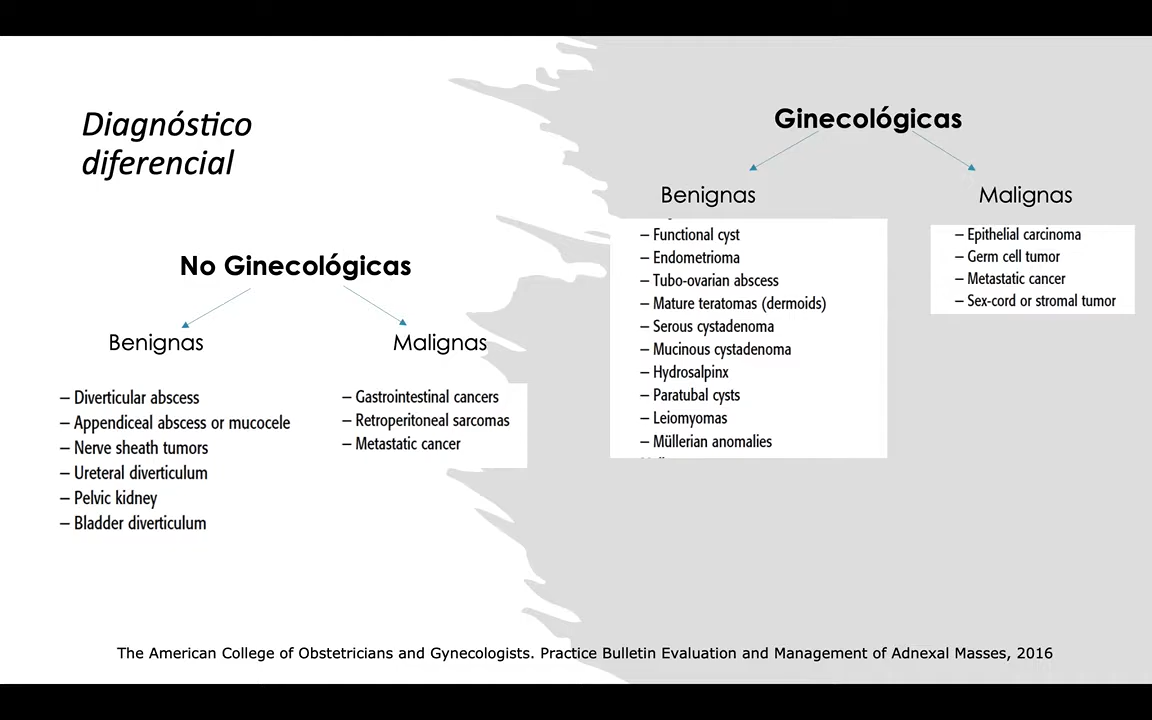 Diagnóstico
diferencial
No Ginecológicas
Benignas
– Diverticular abscess
– Appendiceal abscess or mucocele
– Nerve sheath tumors
– Ureteral diverticulum
– Pelvic kidney
– Bladder diverticulum
Malignas
– Gastrointestinal cancers
– Retroperitoneal sarcomas
– Metastatic cancer
Ginecológicas
Benignas
– Functional cyst
– Endometrioma
– Tubo-ovarian abscess
– Mature teratomas (dermoids)
– Serous cystadenoma
– Mucinous cystadenoma
– Hydrosalpinx
– Paratubal cysts
– Leiomyomas
– Müllerian anomalies
Malignas
– Epithelial carcinoma
– Germ cell tumor
– Metastatic cancer
– Sex-cord or stromal tumor
The American College of Obstetricians and Gynecologists. Practice Bulletin Evaluation and Management of Adnexal Masses, 2016